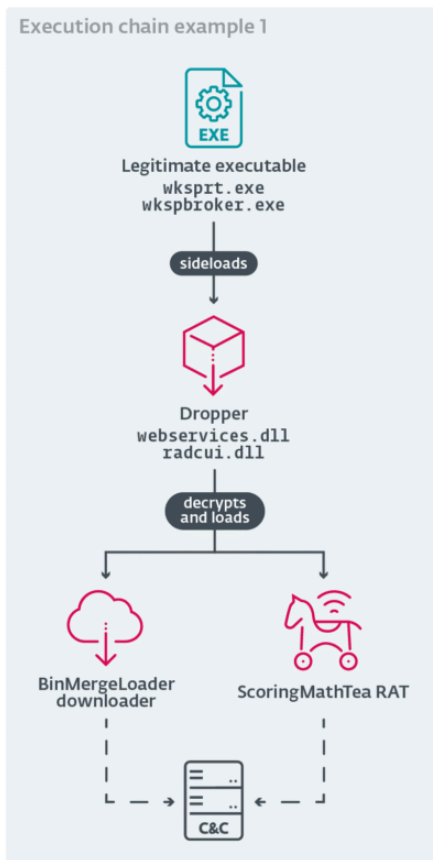 Execution chain example 1
EXE
Legitimate executable
wksprt.exe
wkspbroker.exe
sideloads
Dropper
webservices.dll
radcui.dll
decrypts
and loads
BinMergeLoader
downloader
ScoringMathTea RAT
C&C